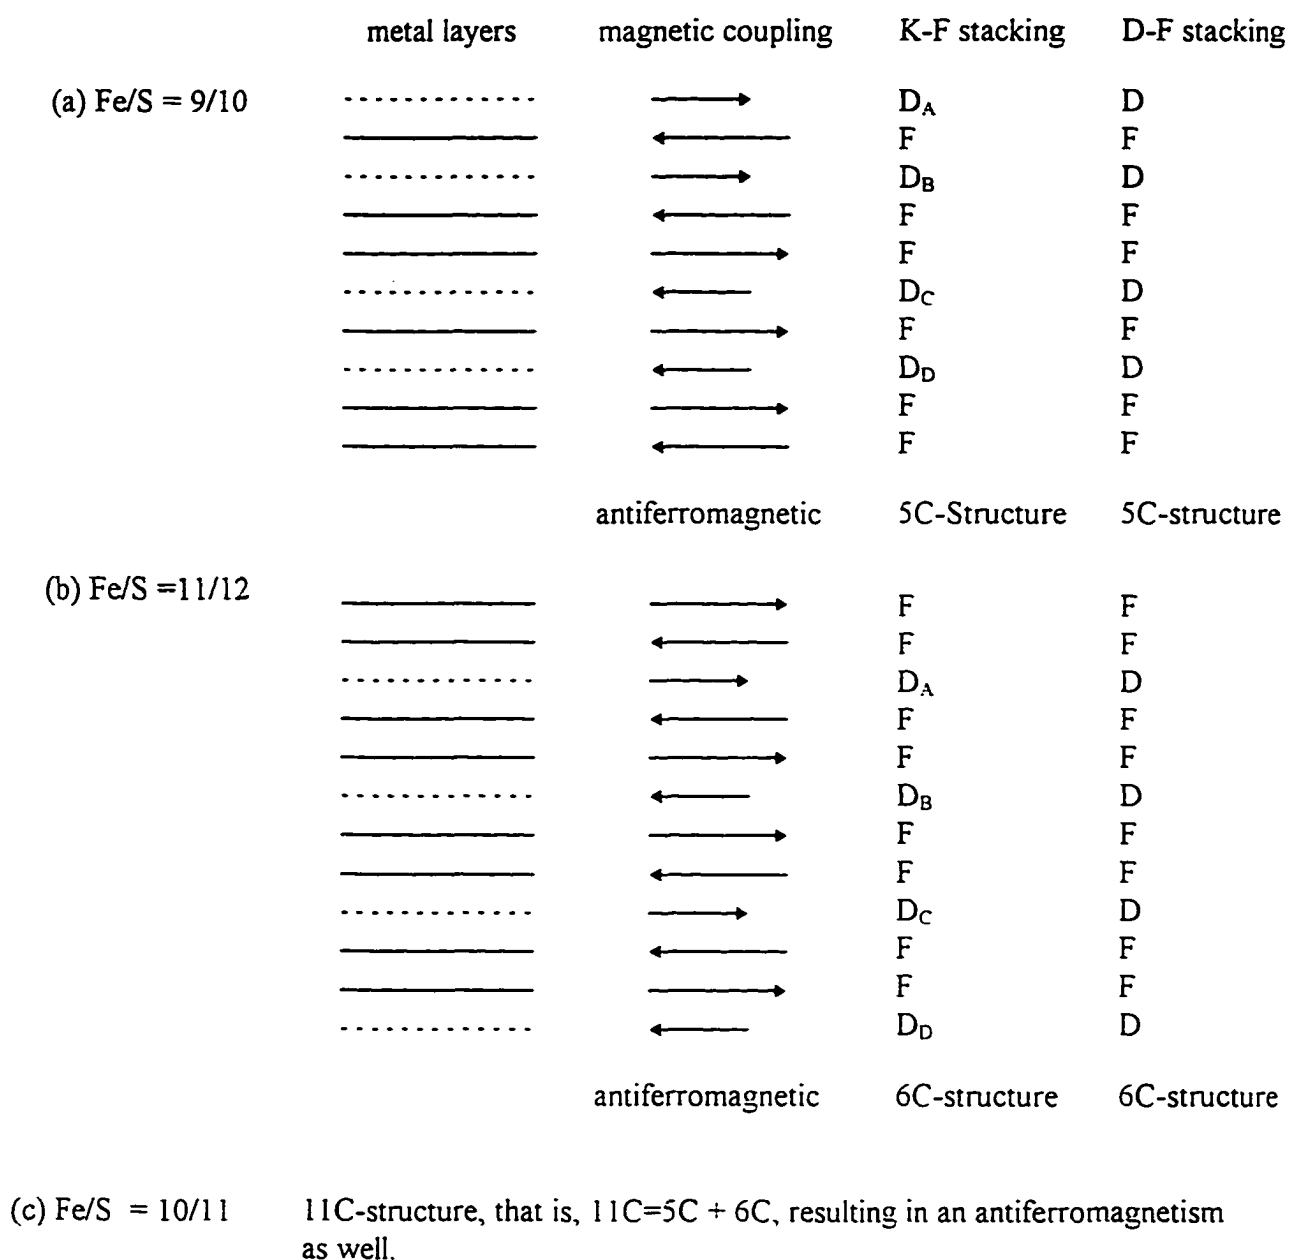 metal layers magnetic coupling K-F stacking D-F stacking
(a) Fe/S = 9/10 D_A D
F F
D_B D
F F
F F
D_C D
F F
D_D D
F F
F F
antiferromagnetic 5C-Structure 5C-structure
(b) Fe/S =11/12
F F
F F
D_A D
F F
F F
D_B D
F F
F F
D_C D
F F
F F
D_D D
antiferromagnetic 6C-structure 6C-structure
(c) Fe/S = 10/11 11C-structure, that is, 11C=5C + 6C, resulting in an antiferromagnetism
as well.